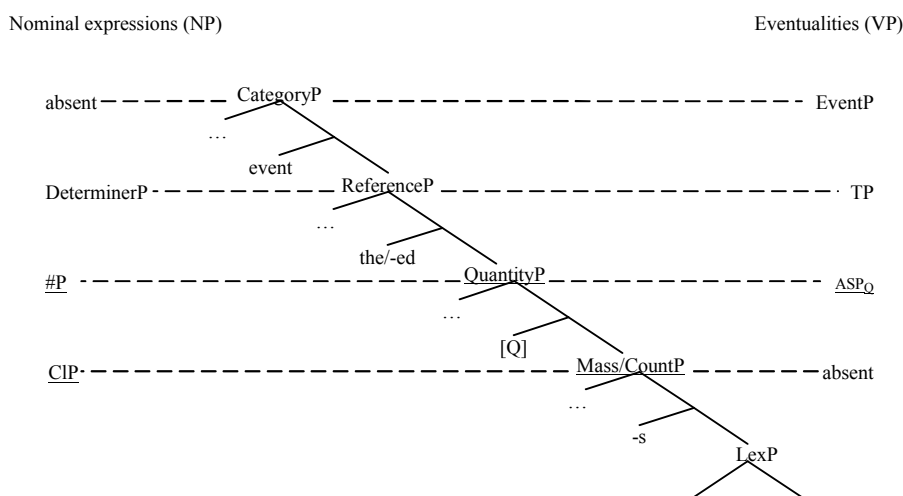 Nominal expressions (NP) Eventualities (VP)
absent CategoryP EventP
…
event
DeterminerP ReferenceP TP
…
the/-ed
#P QuantityP ASPQ
…
[Q]
ClP Mass/CountP absent
…
-s
LexP